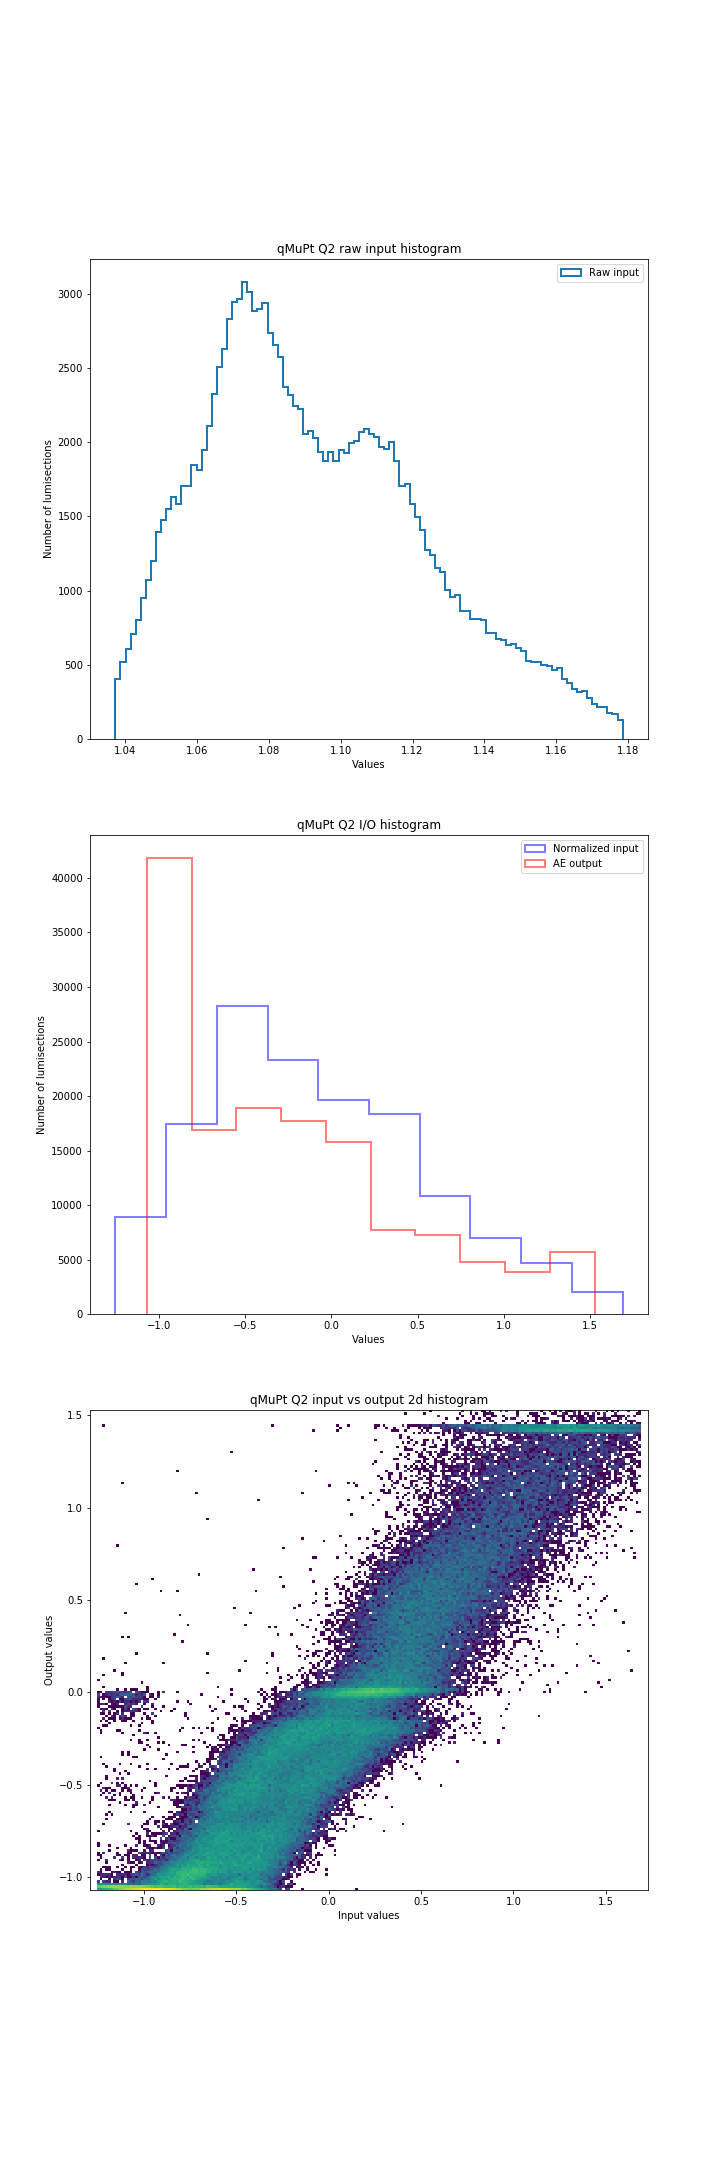 qMuPt Q2 raw input histogram
Raw input
3000
2500
2000
1500
1000
500
0
Number of lumisections
1.04 1.06 1.08 1.10 1.12 1.14 1.16 1.18
Values
qMuPt Q2 I/O histogram
Normalized input
AE output
40000
35000
30000
25000
20000
15000
10000
5000
0
Number of lumisections
−1.0 −0.5 0.0 0.5 1.0 1.5
Values
qMuPt Q2 input vs output 2d histogram
1.5
1.0
0.5
0.0
−0.5
−1.0
Output values
−1.0 −0.5 0.0 0.5 1.0 1.5
Input values